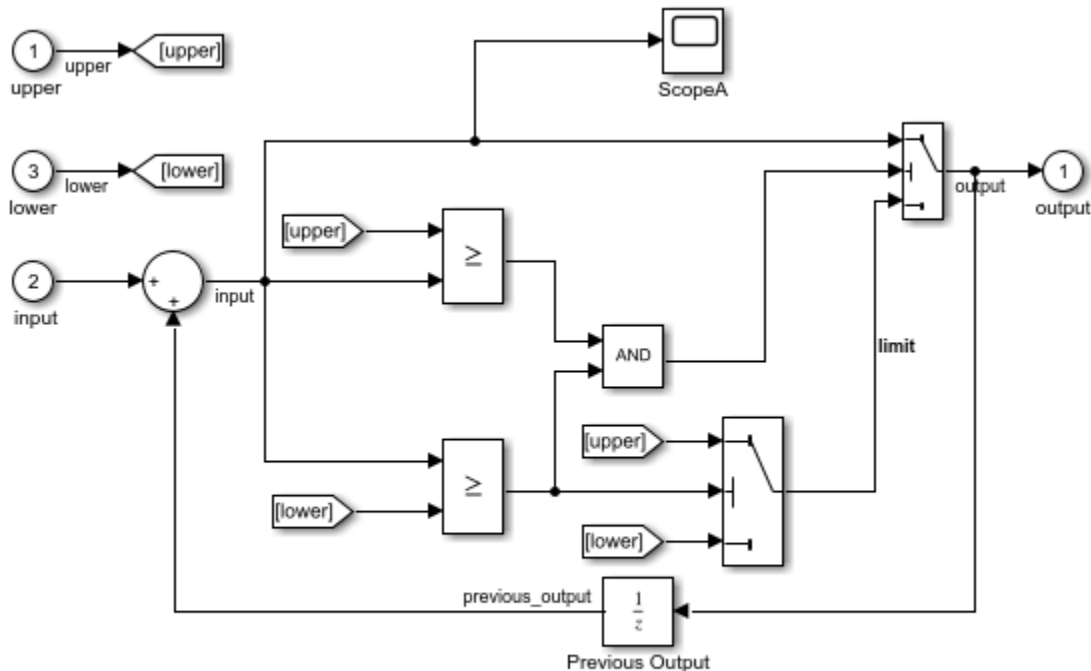 1
upper
upper
[upper]
ScopeA
3
lower
lower
[lower]
output
1
output
[upper]
≥
2
input
+
+
input
AND
limit
[upper]
[lower]
≥
[lower]
previous_output
1
z
Previous Output